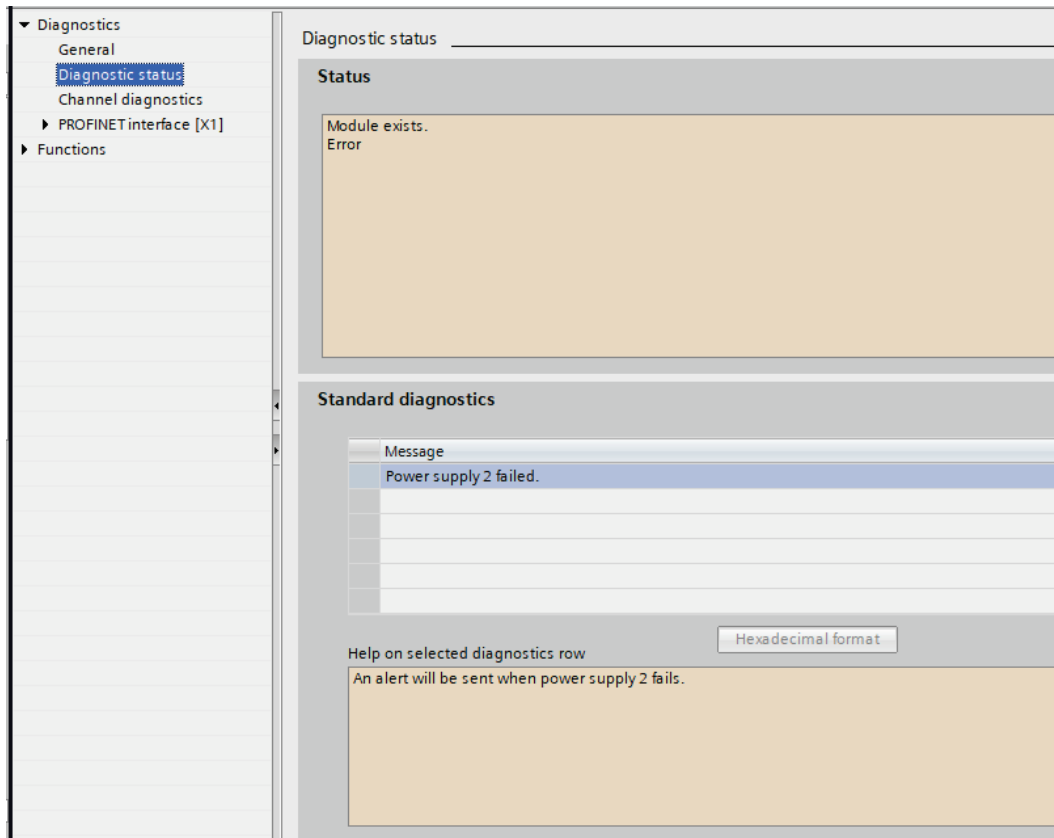 Diagnostics
General
Diagnostic status
Channel diagnostics
PROFINET interface [X1]
Functions
Diagnostic status
Status
Module exists.
Error
Standard diagnostics
Message
Power supply 2 failed.
Hexadecimal format
Help on selected diagnostics row
An alert will be sent when power supply 2 fails.